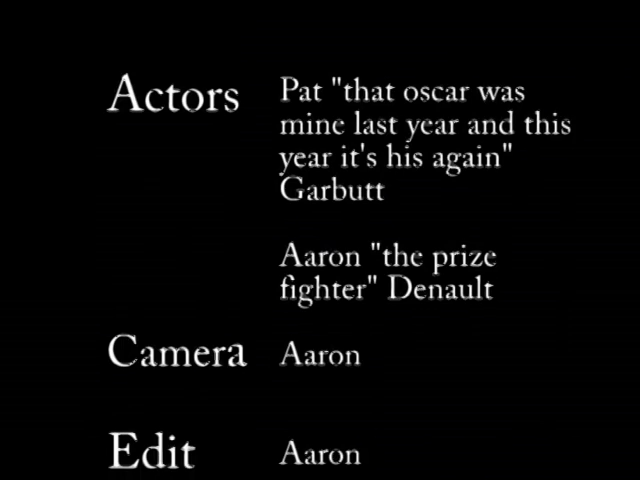 Actors
Pat "that oscar was
mine last year and this
year it's his again"
Garbutt
Aaron "the prize
fighter" Denault
Camera
Aaron
Edit
Aaron